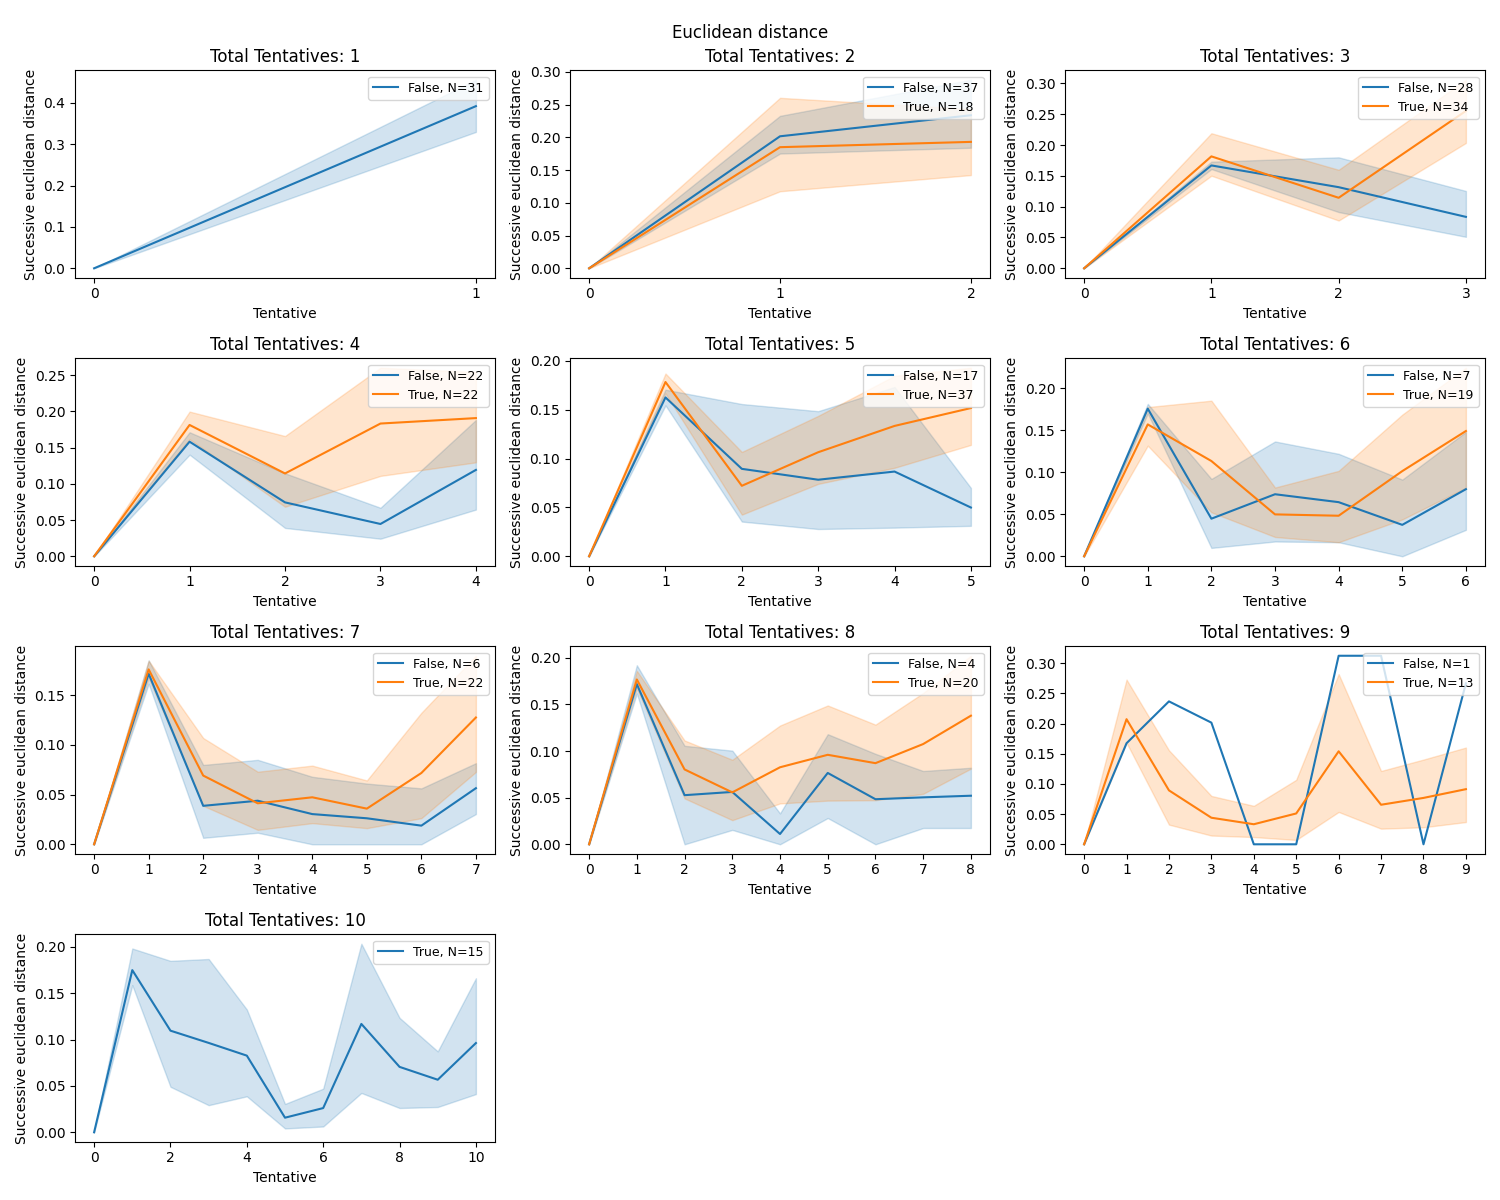 Euclidean distance
Total Tentatives: 1
Successive euclidean distance
0.4
0.3
0.2
0.1
0.0
False, N=31
0 1
Tentative
Total Tentatives: 2
Successive euclidean distance
0.30
0.25
0.20
0.15
0.10
0.05
0.00
False, N=37
True, N=18
0 1 2
Tentative
Total Tentatives: 3
Successive euclidean distance
0.30
0.25
0.20
0.15
0.10
0.05
0.00
False, N=28
True, N=34
0 1 2 3
Tentative
Total Tentatives: 4
Successive euclidean distance
0.25
0.20
0.15
0.10
0.05
0.00
False, N=22
True, N=22
0 1 2 3 4
Tentative
Total Tentatives: 5
Successive euclidean distance
0.20
0.15
0.10
0.05
0.00
False, N=17
True, N=37
0 1 2 3 4 5
Tentative
Total Tentatives: 6
Successive euclidean distance
0.20
0.15
0.10
0.05
0.00
False, N=7
True, N=19
0 1 2 3 4 5 6
Tentative
Total Tentatives: 7
Successive euclidean distance
0.15
0.10
0.05
0.00
False, N=6
True, N=22
0 1 2 3 4 5 6 7
Tentative
Total Tentatives: 8
Successive euclidean distance
0.20
0.15
0.10
0.05
0.00
False, N=4
True, N=20
0 1 2 3 4 5 6 7 8
Tentative
Total Tentatives: 9
Successive euclidean distance
0.30
0.25
0.20
0.15
0.10
0.05
0.00
False, N=1
True, N=13
0 1 2 3 4 5 6 7 8 9
Tentative
Total Tentatives: 10
Successive euclidean distance
0.20
0.15
0.10
0.05
0.00
True, N=15
0 2 4 6 8 10
Tentative